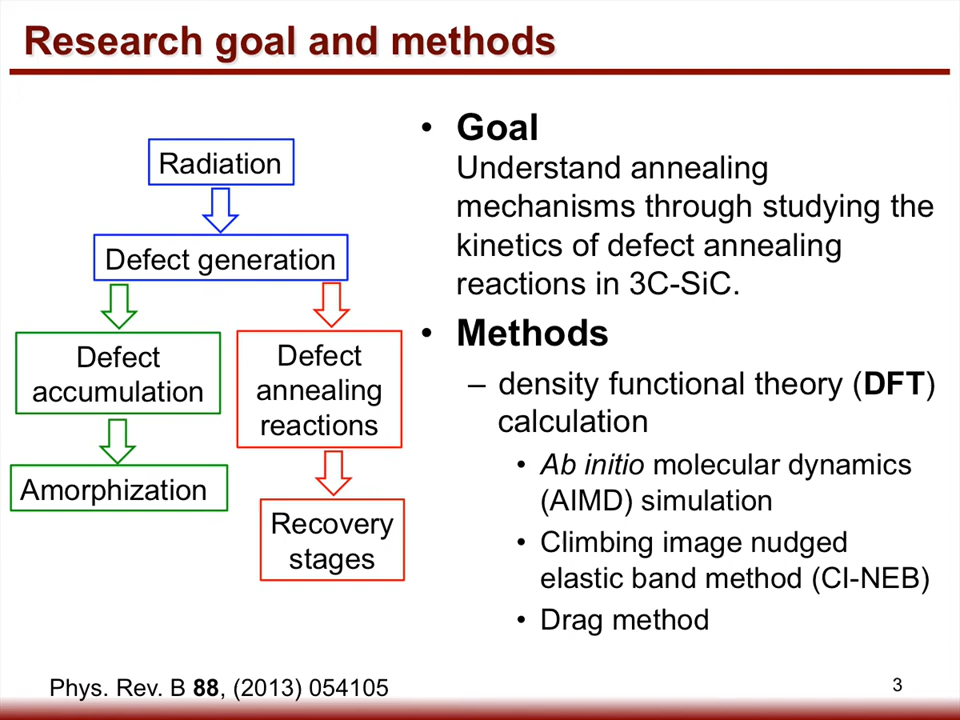 Research goal and methods
Radiation
Defect generation
Defect
accumulation
Amorphization
Defect
annealing
reactions
Recovery
stages
• Goal
Understand annealing
mechanisms through studying the
kinetics of defect annealing
reactions in 3C-SiC.
• Methods
– density functional theory (DFT)
calculation
• Ab initio molecular dynamics
(AIMD) simulation
• Climbing image nudged
elastic band method (CI-NEB)
• Drag method
Phys. Rev. B 88, (2013) 054105
3